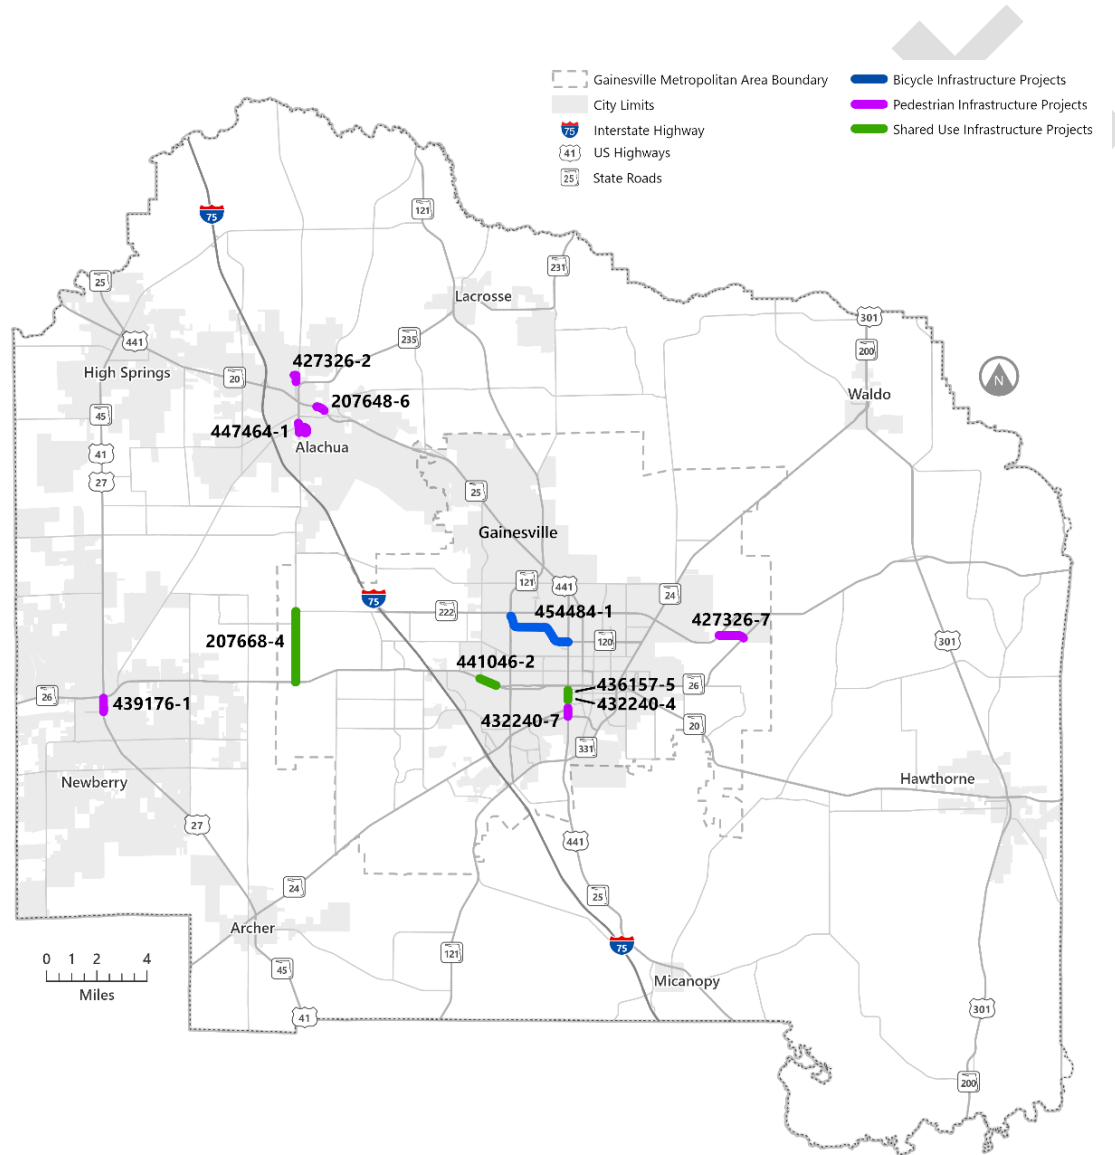 Gainesville Metropolitan Area Boundary
City Limits
75 Interstate Highway
41 US Highways
25 State Roads
Bicycle Infrastructure Projects
Pedestrian Infrastructure Projects
Shared Use Infrastructure Projects
75
121
231
25
Lacrosse
301
441
235
200
High Springs
427326-2
20
N
Waldo
207648-6
45
447464-1
Alachua
41
27
25
Gainesville
121
441
24
75
222
454484-1
427326-7
207668-4
120
301
441046-2
26
439176-1
436157-5
26
432240-4
432240-7
20
331
Newberry
Hawthorne
27
441
24
25
Archer
75
121
0 1 2 4
Miles
45
Micanopy
41
301
200